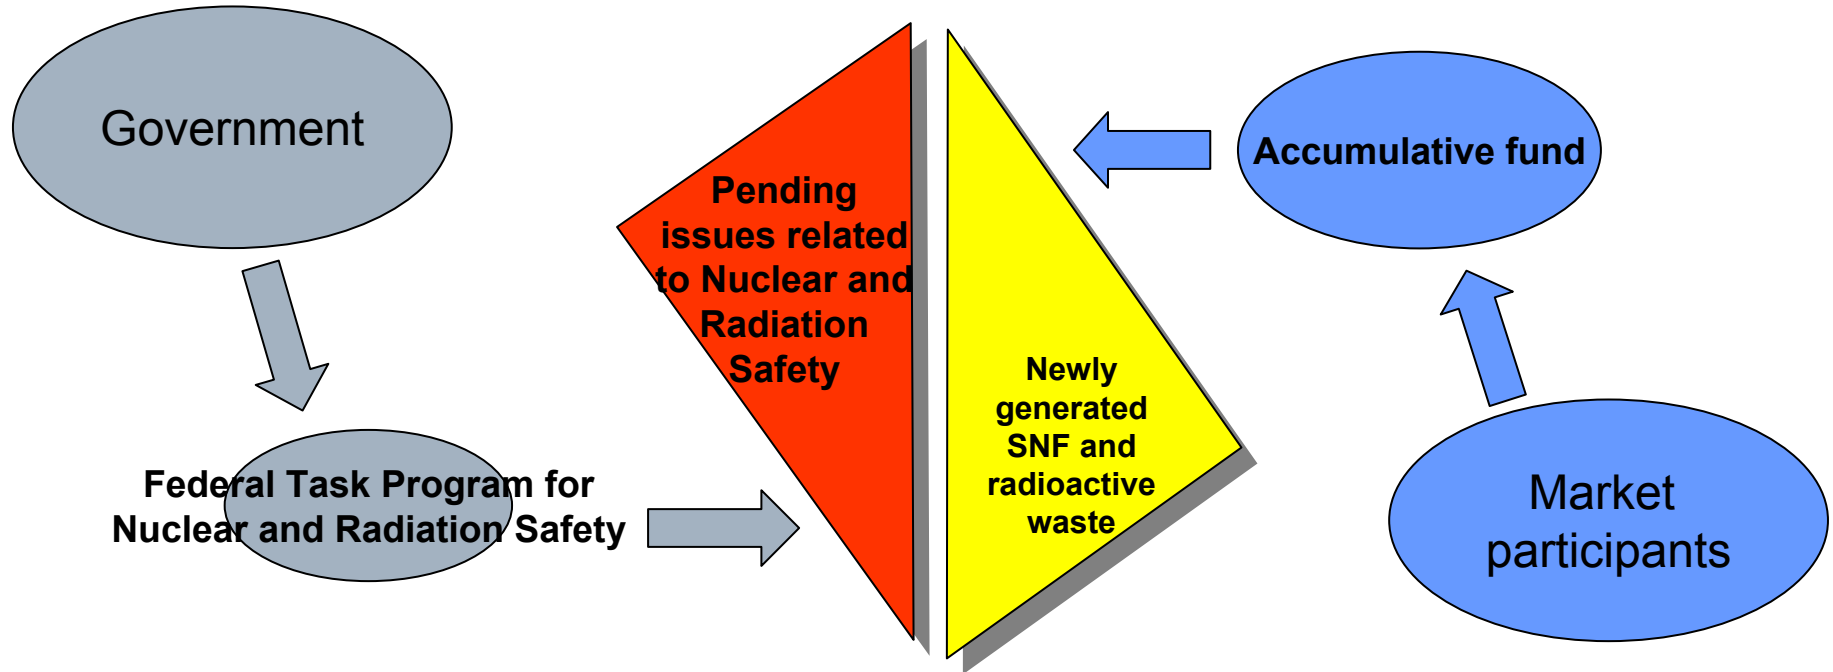 Government
Federal Task Program for
Nuclear and Radiation Safety
Pending
issues related
to Nuclear and
Radiation
Safety
Newly
generated
SNF and
radioactive
waste
Accumulative fund
Market
participants